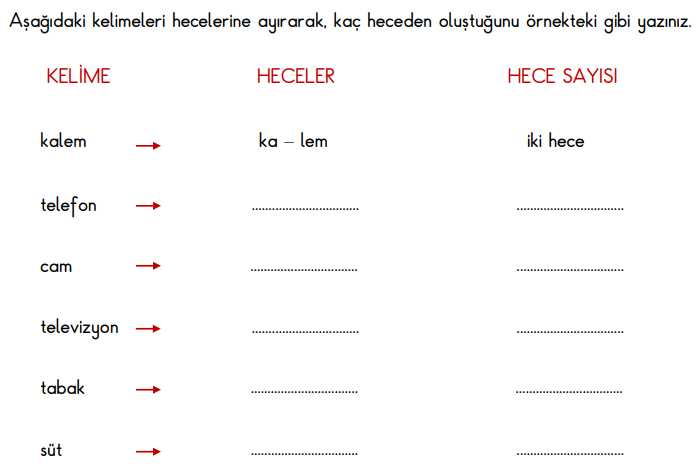 Aşağıdaki kelimeleri hecelerine ayırarak, kaç heceden oluştuğunu örnekteki gibi yazınız.
KELİME HECELER HECE SAYISI
kalem ka – lem iki hece
telefon ................................ ................................
cam ................................ ................................
televizyon ................................ ................................
tabak ................................ ................................
süt ................................ ................................